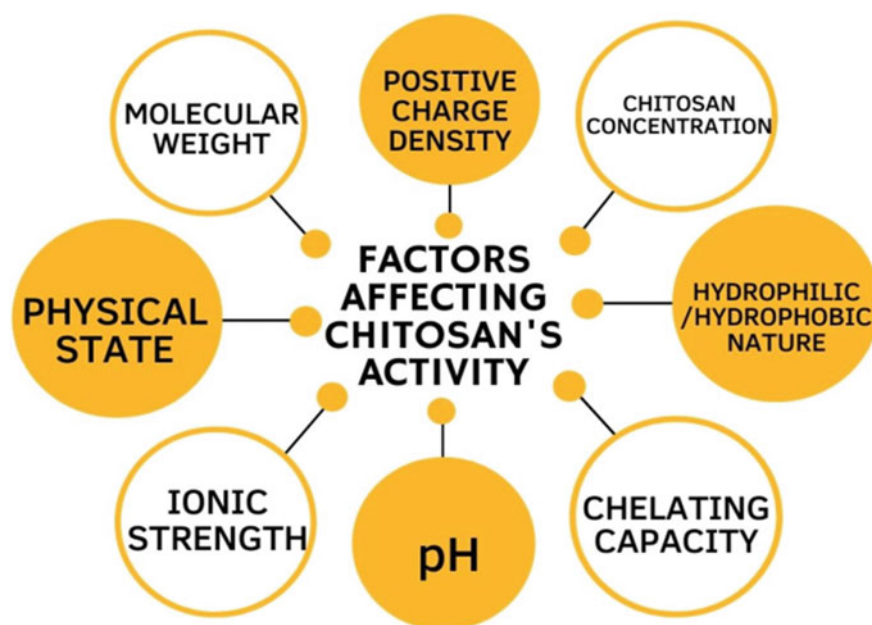 MOLECULAR
WEIGHT
POSITIVE
CHARGE
DENSITY
CHITOSAN
CONCENTRATION
PHYSICAL
STATE
FACTORS
AFFECTING
CHITOSAN'S
ACTIVITY
HYDROPHILIC
/HYDROPHOBIC
NATURE
IONIC
STRENGTH
pH
CHELATING
CAPACITY